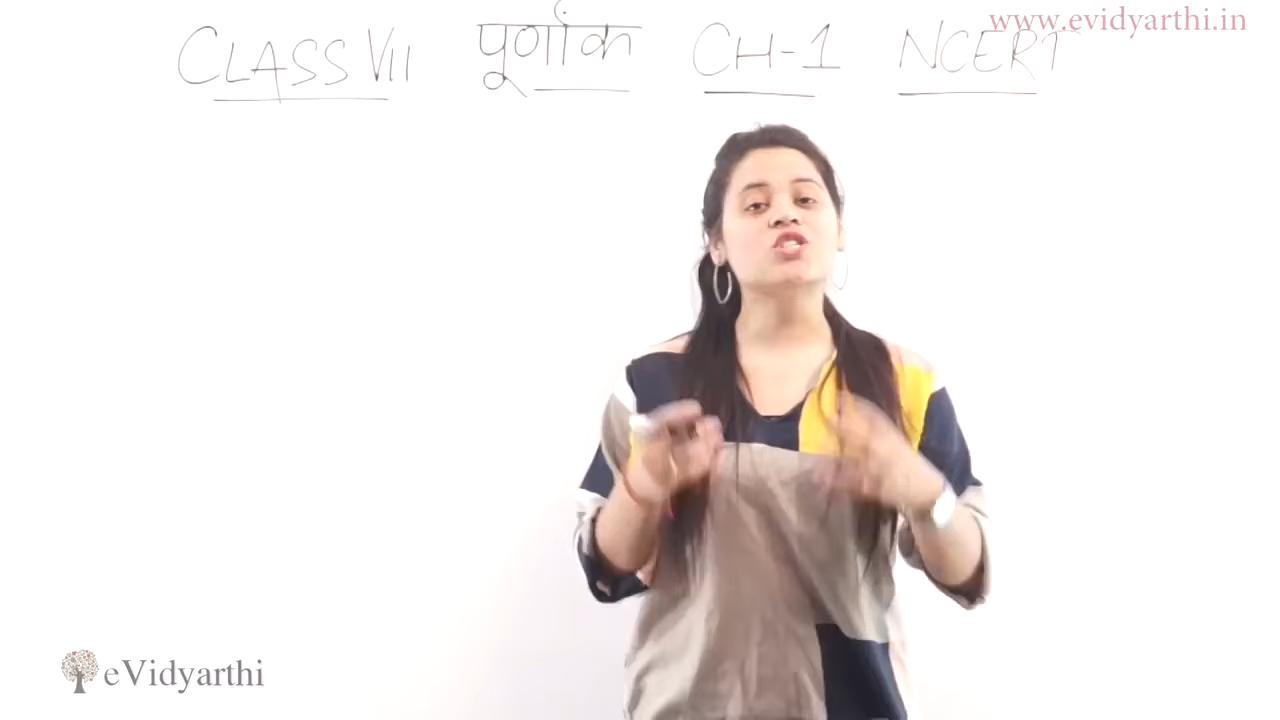 www.evidyarthi.in
CLASS VII पूर्णांक CH-1 NCERT
eVidyarthi